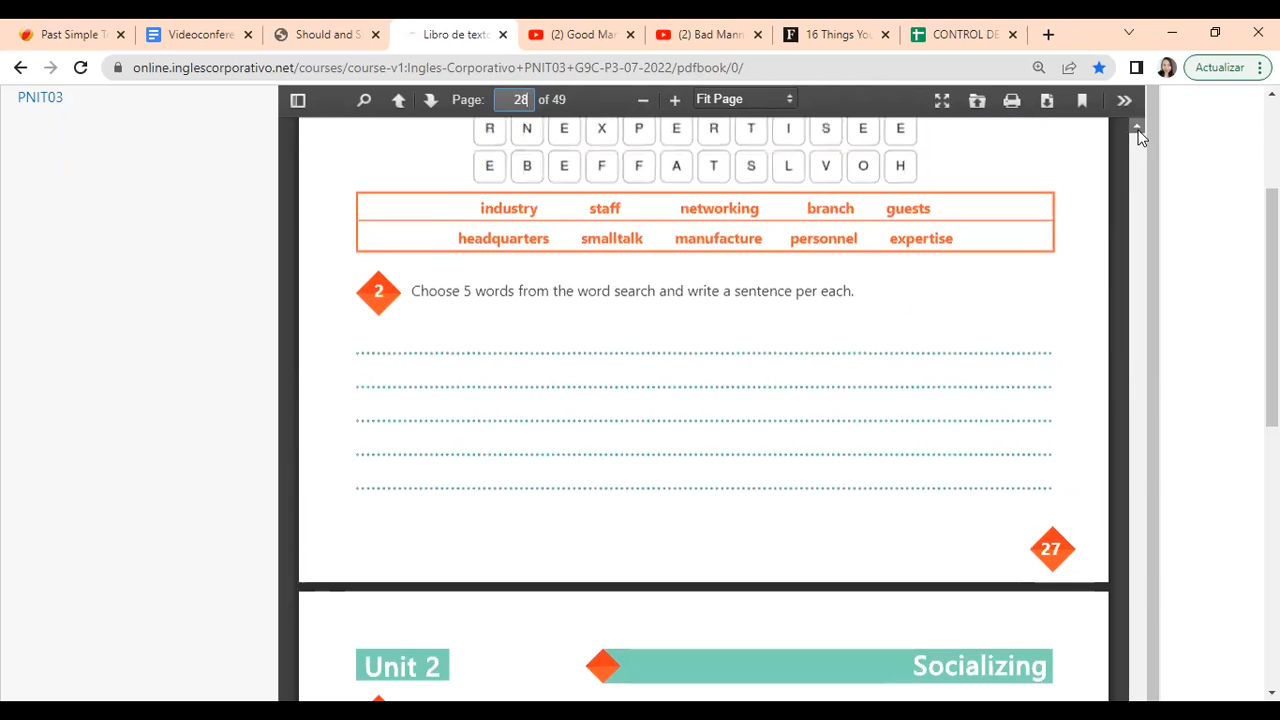 Past Simple T
Videoconfere
Should and S
Libro de texto
(2) Good Mar
(2) Bad Mann
16 Things You
CONTROL DE
online.inglescorporativo.net/courses/course-v1:Ingles-Corporativo+PNIT03+G9C-P3-07-2022/pdfbook/0/
Actualizar
PNIT03
Page: 28 of 49
Fit Page
R N E X P E R T I S E E
E B E F F A T S L V O H
industry staff networking branch guests
headquarters smalltalk manufacture personnel expertise
2 Choose 5 words from the word search and write a sentence per each.
27
Unit 2 Socializing